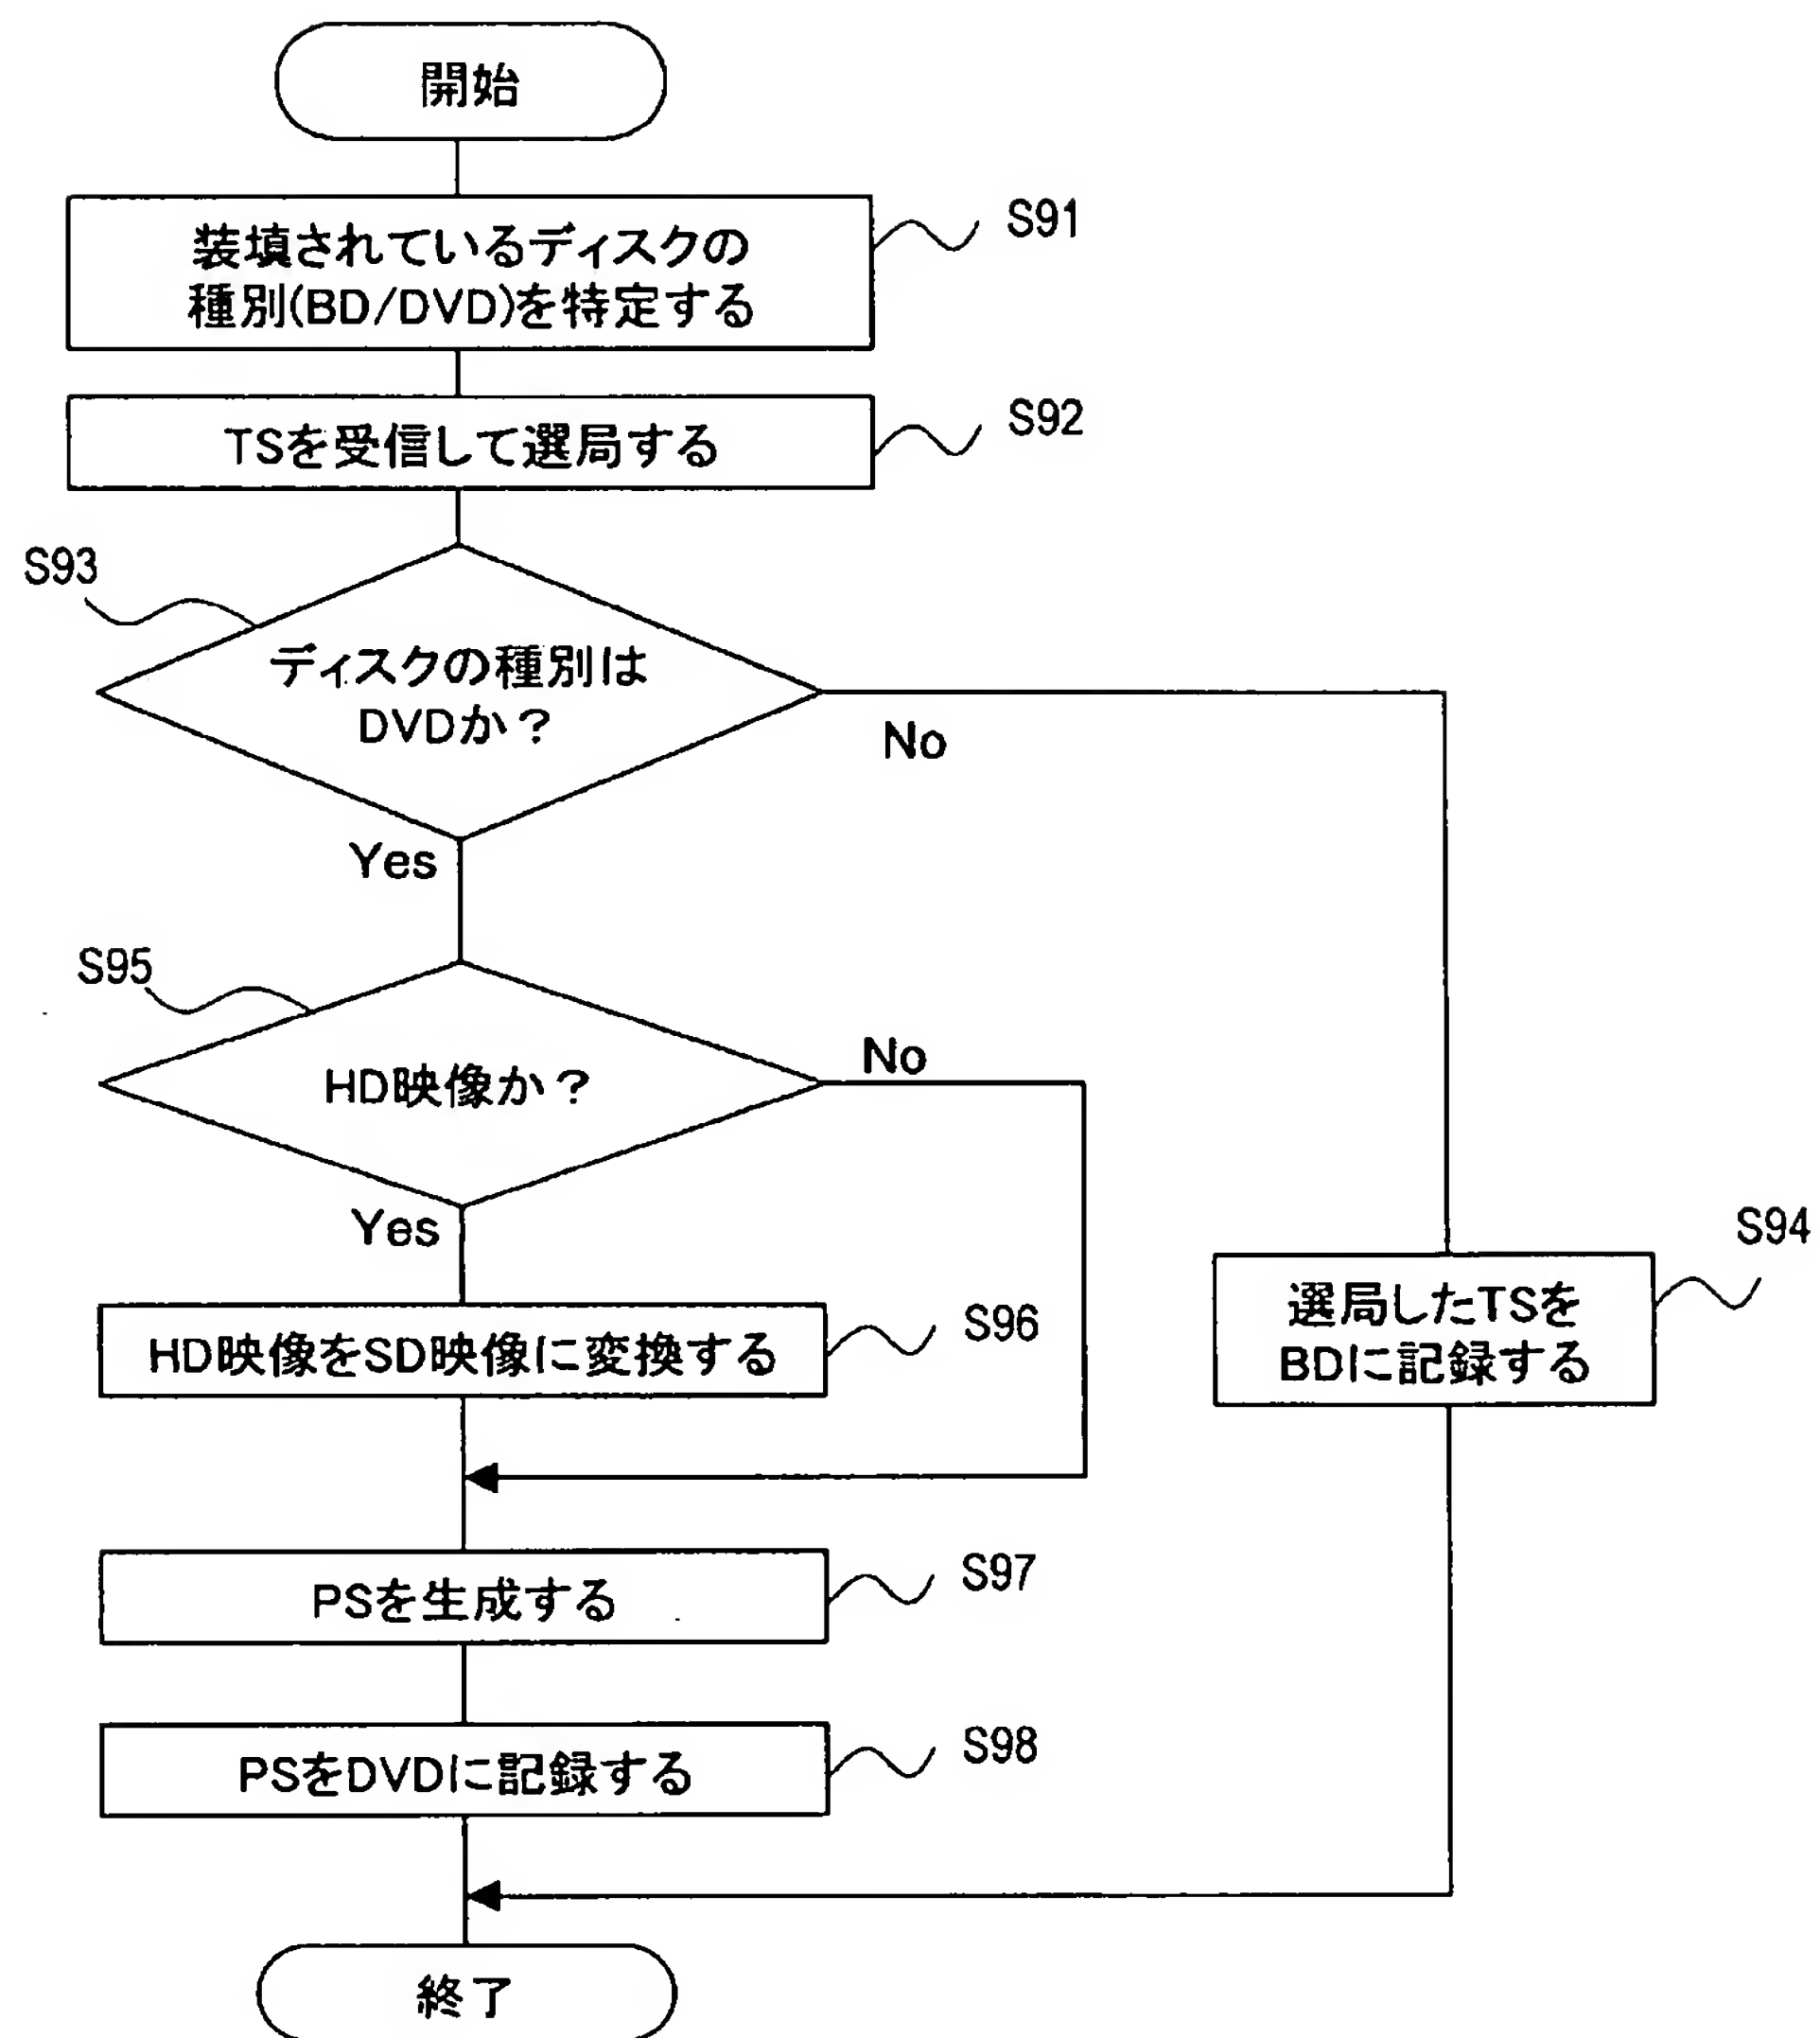 開始
装填されているディスクの
種別(BD/DVD)を特定する
S91
TSを受信して選局する
S92
S93
ディスクの種別は
DVDか？
No
Yes
S95
HD映像か？
No
Yes
S94
選局したTSを
BDに記録する
HD映像をSD映像に変換する
S96
PSを生成する
S97
PSをDVDに記録する
S98
終了